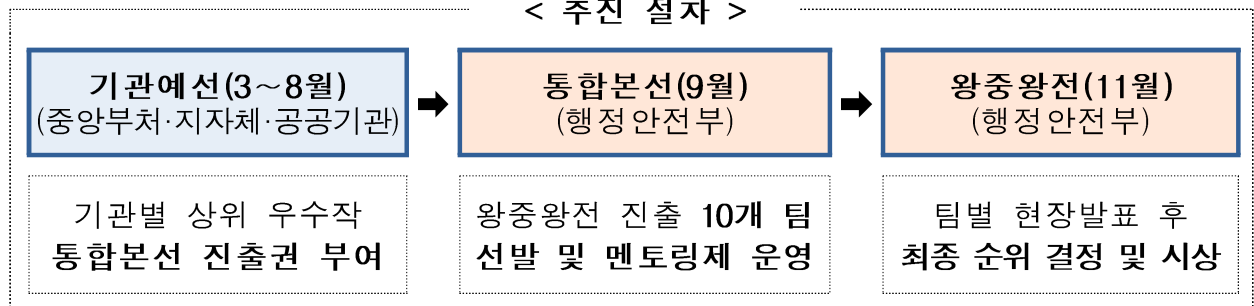 < 추진 절차 >
기관예선(3～8월)
(중앙부처·지자체·공공기관)
통합본선(9월)
(행정안전부)
왕중왕전(11월)
(행정안전부)
기관별 상위 우수작
통합본선 진출권 부여
왕중왕전 진출 10개 팀
선발 및 멘토링제 운영
팀별 현장발표 후
최종 순위 결정 및 시상